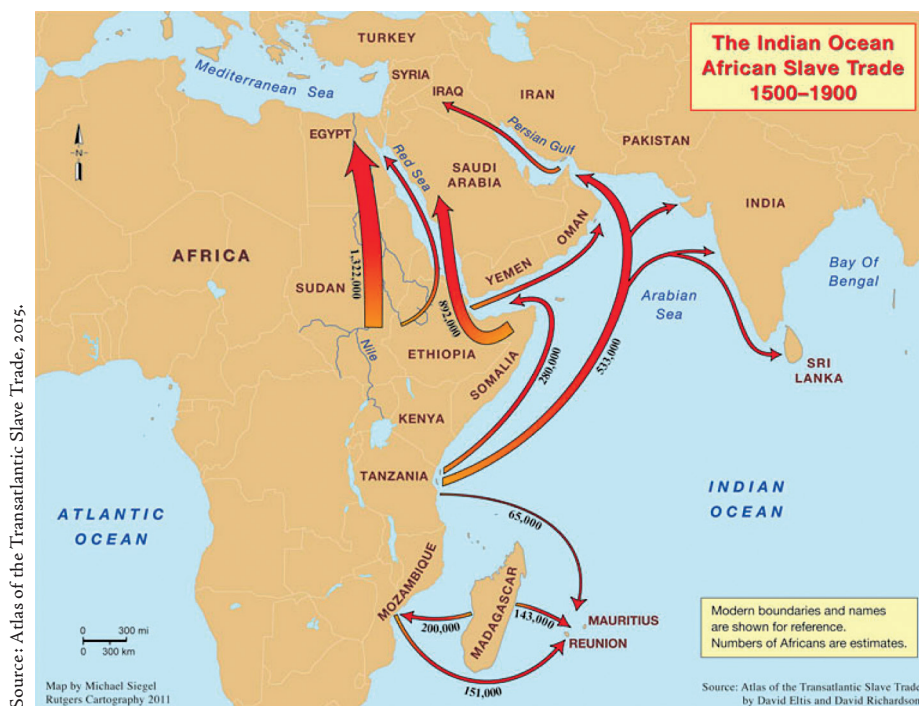 Source: Atlas of the Transatlantic Slave Trade, 2015.
The Indian Ocean
African Slave Trade
1500–1900
TURKEY
Mediterranean Sea
SYRIA
IRAQ
IRAN
EGYPT
Red Sea
Persian Gulf
PAKISTAN
SAUDI
ARABIA
INDIA
-N-
AFRICA
OMAN
YEMEN
1,322,000
SUDAN
Arabian
Sea
Bay Of
Bengal
892,000
Nile
ETHIOPIA
SOMALIA
280,000
533,000
SRI
LANKA
KENYA
TANZANIA
ATLANTIC
OCEAN
INDIAN
OCEAN
65,000
MOZAMBIQUE
MADAGASCAR
200,000
143,000
MAURITIUS
REUNION
151,000
0 300 mi
0 300 km
Modern boundaries and names
are shown for reference.
Numbers of Africans are estimates.
Map by Michael Siegel
Rutgers Cartography 2011
Source: Atlas of the Transatlantic Slave Trade
by David Eltis and David Richardson